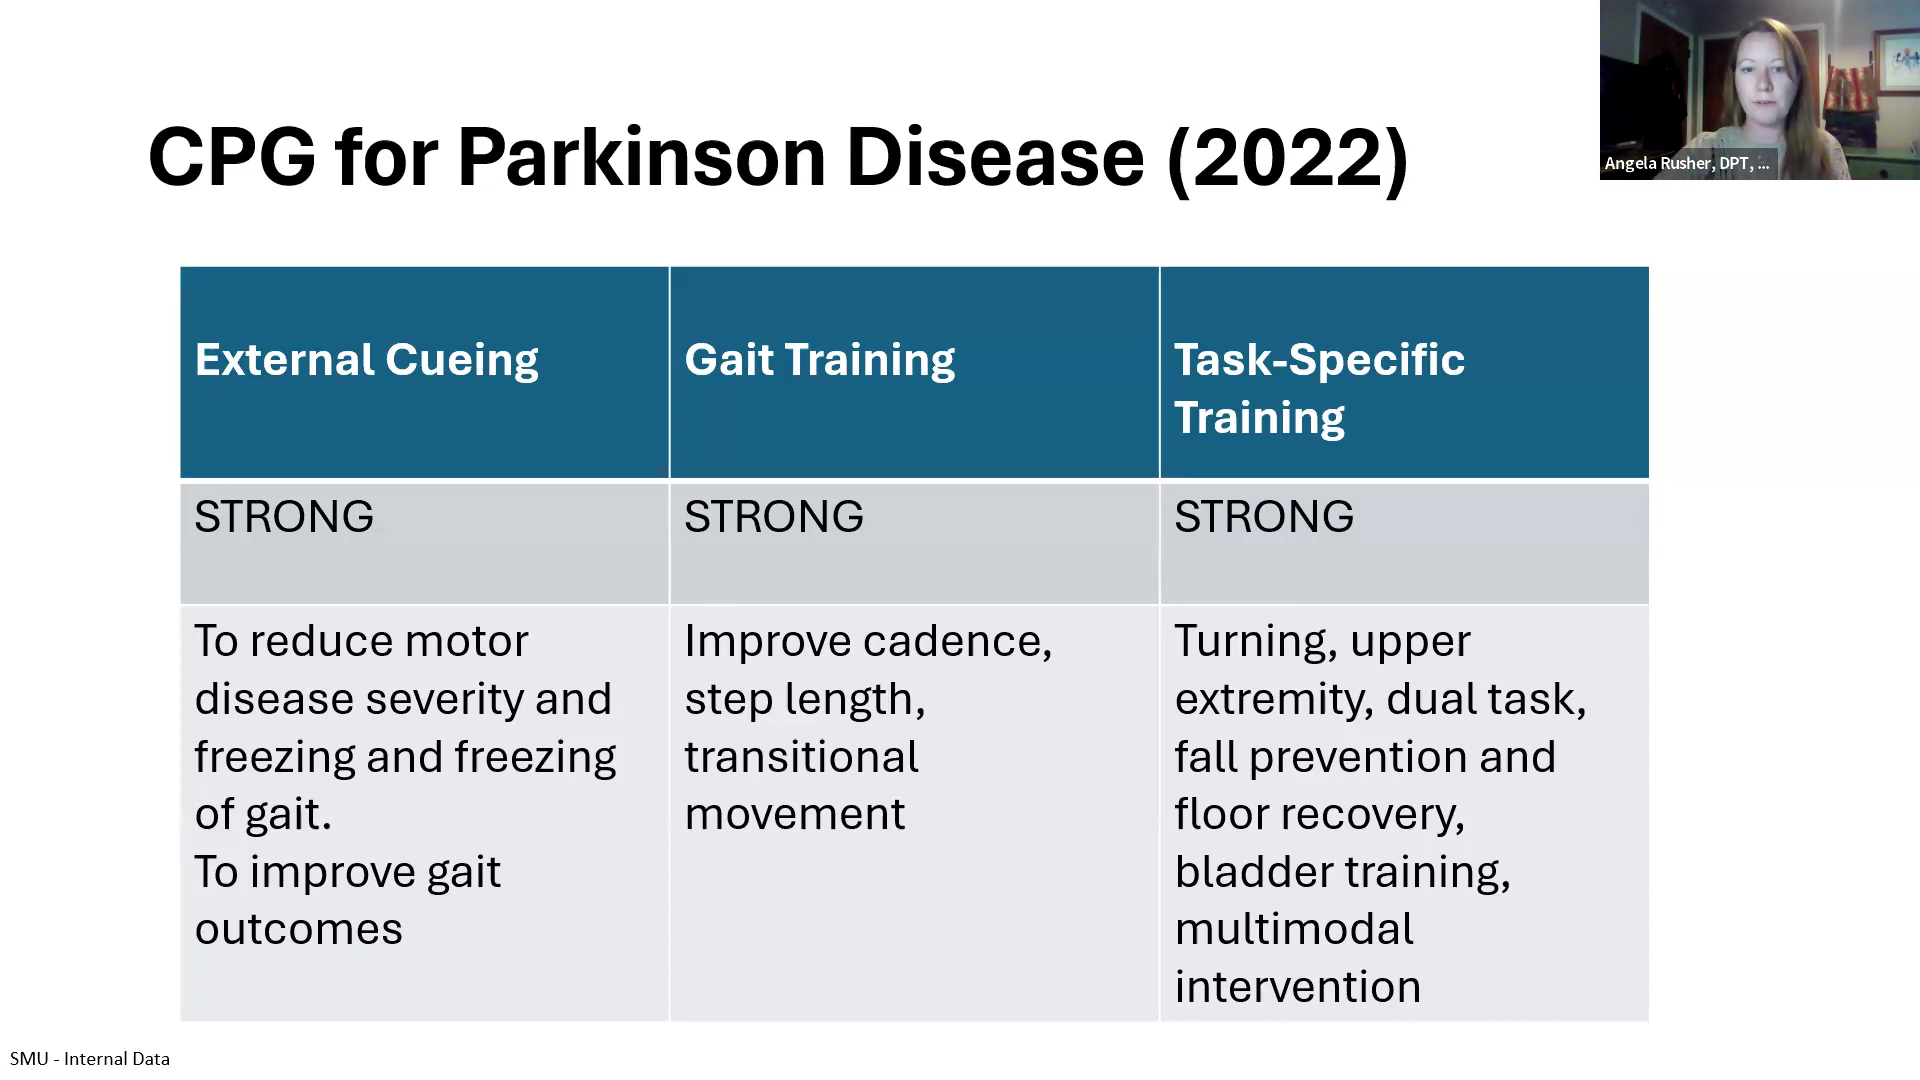 CPG for Parkinson Disease (2022)
Angela Rusher, DPT, ...
External Cueing
Gait Training
Task-Specific
Training
STRONG
STRONG
STRONG
To reduce motor
disease severity and
freezing and freezing
of gait.
To improve gait
outcomes
Improve cadence,
step length,
transitional
movement
Turning, upper
extremity, dual task,
fall prevention and
floor recovery,
bladder training,
multimodal
intervention
SMU - Internal Data